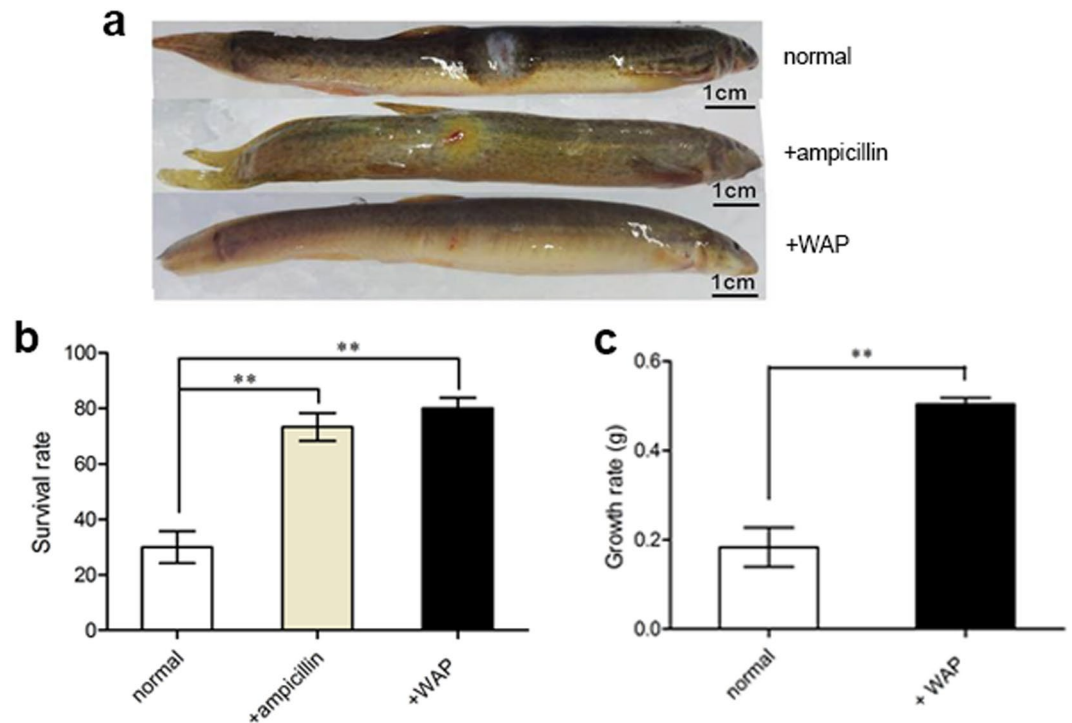 a
normal
1cm
+ampicillin
1cm
+WAP
1cm
b
**
**
100
80
60
40
20
0
Survival rate
normal
+ampicillin
+WAP
c
**
0.6
0.4
0.2
0.0
Growth rate (g)
normal
+ WAP